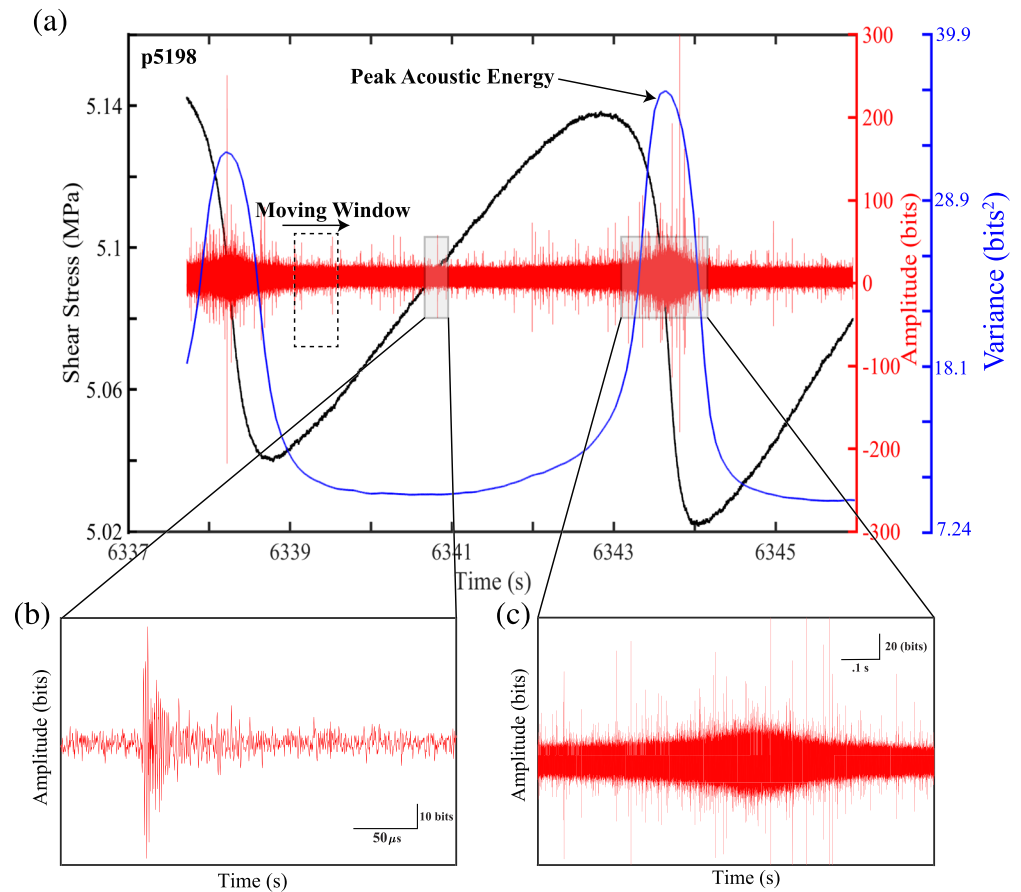 (a)
p5198
Peak Acoustic Energy
Moving Window
Shear Stress (MPa)
5.14
5.1
5.06
5.02
6337
6339
6341
6343
6345
Time (s)
300
200
100
0
-100
-200
-300
Amplitude (bits)
39.9
28.9
18.1
7.24
Variance (bits²)
(b)
Amplitude (bits)
10 bits
50 μs
Time (s)
(c)
Amplitude (bits)
20 (bits)
.1 s
Time (s)